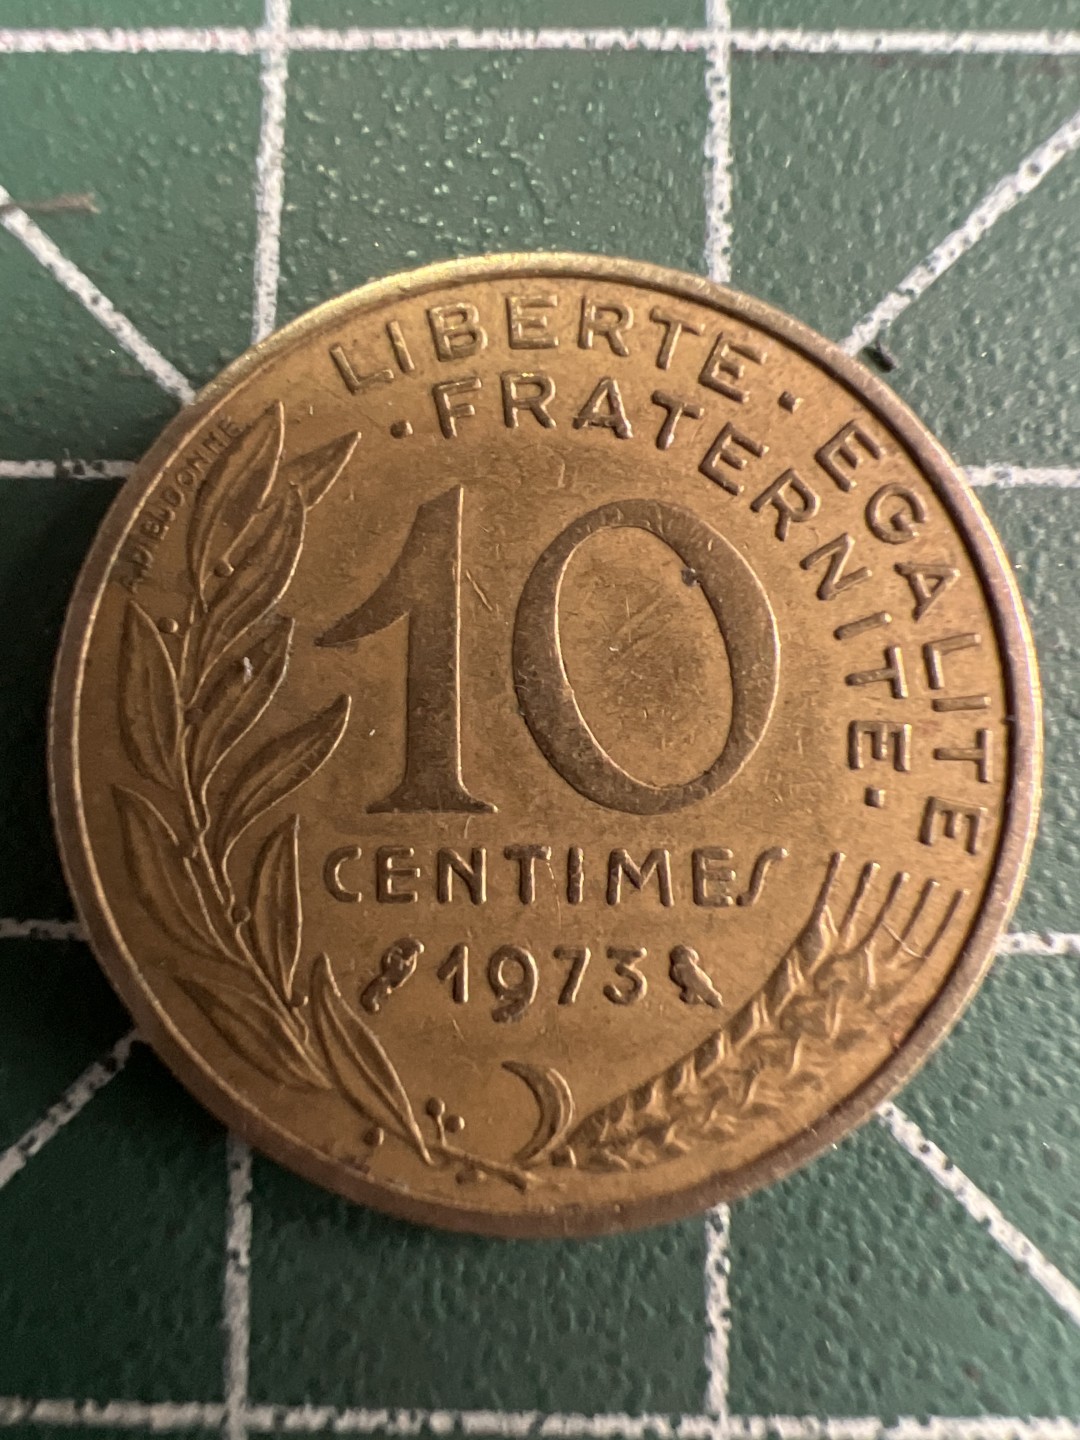 LIBERTE · EGALITE
· FRATERNITE ·
A.DIEUDONNE
10
CENTIMES
1973